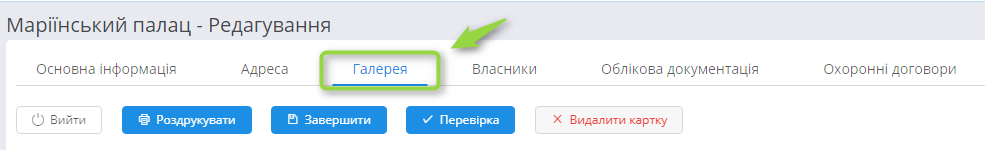 Маріїнський палац - Редагування
Основна інформація Адреса Галерея Власники Облікова документація Охоронні договори
Вийти Роздрукувати Завершити Перевірка Видалити картку